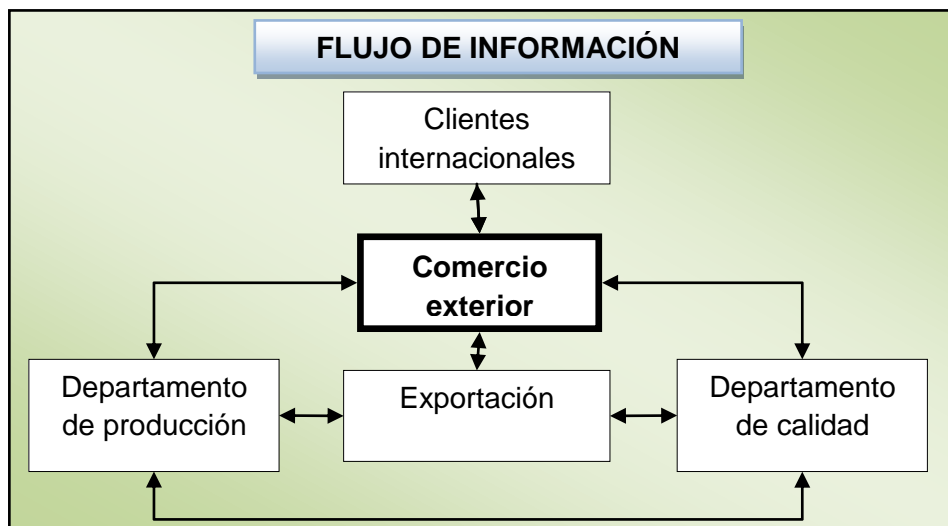 FLUJO DE INFORMACIÓN
Clientes
internacionales
Comercio
exterior
Departamento
de producción
Exportación
Departamento
de calidad